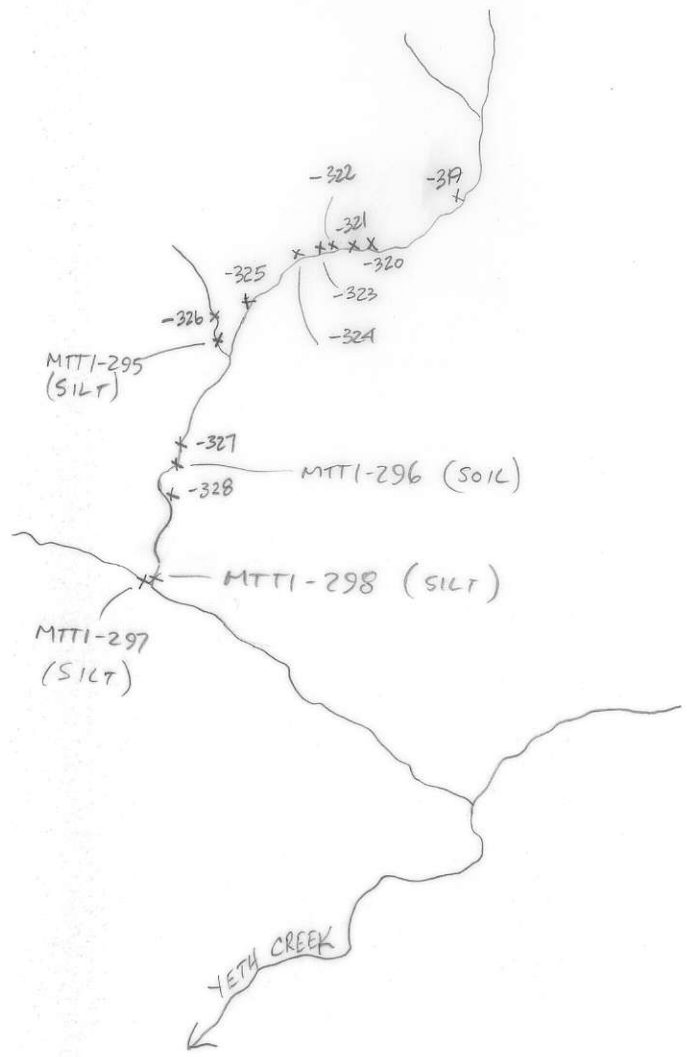 -322
-319
-321
-320
-325
-323
-326
-324
MTT1-295
(SILT)
-327
MTT1-296 (SOIL)
-328
MTT1-298 (SILT)
MTT1-297
(SILT)
YETH CREEK